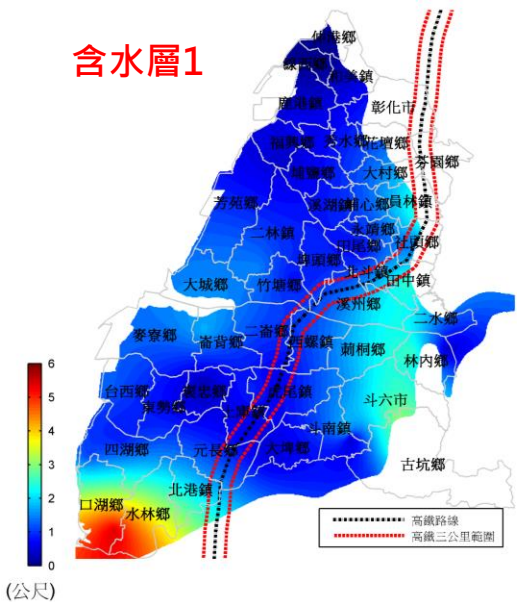 含水層1
伸港鄉
線西鄉
和美鎮
鹿港鎮
彰化市
福興鄉
秀水鄉
花壇鄉
芬園鄉
大村鄉
埔鹽鄉
員林鎮
芳苑鄉
溪湖鎮
埔心鄉
二林鎮
永靖鄉
社頭鄉
田尾鄉
埤頭鄉
北斗鎮
田中鎮
大城鄉
竹塘鄉
溪州鄉
二水鄉
麥寮鄉
二崙鄉
崙背鄉
西螺鎮
莿桐鄉
林內鄉
台西鄉
褒忠鄉
虎尾鎮
斗六市
東勢鄉
土庫鎮
斗南鎮
四湖鄉
元長鄉
大埤鄉
古坑鄉
北港鎮
口湖鄉
水林鄉
6
5
4
3
2
1
0
(公尺)
高鐵路線
高鐵三公里範圍